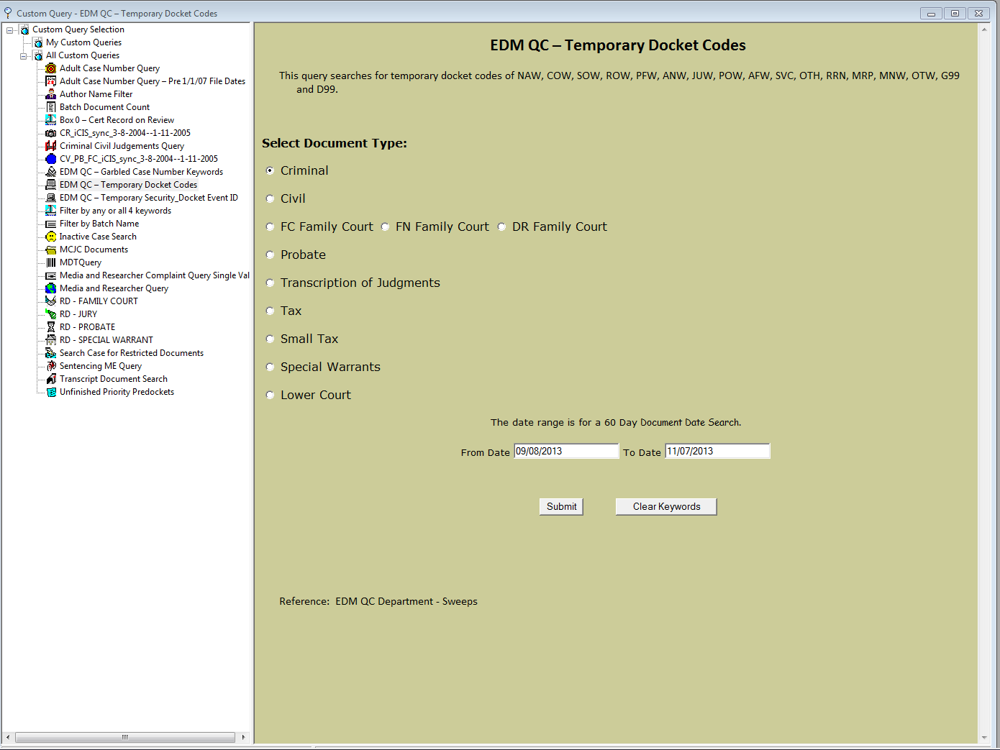 Custom Query - EDM QC – Temporary Docket Codes
Custom Query Selection
My Custom Queries
All Custom Queries
Adult Case Number Query
Adult Case Number Query – Pre 1/1/07 File Dates
Author Name Filter
Batch Document Count
Box 0 – Cert Record on Review
CR_iCIS_sync_3-8-2004--1-11-2005
Criminal Civil Judgements Query
CV_PB_FC_iCIS_sync_3-8-2004--1-11-2005
EDM QC – Garbled Case Number Keywords
EDM QC – Temporary Docket Codes
EDM QC – Temporary Security_Docket Event ID
Filter by any or all 4 keywords
Filter by Batch Name
Inactive Case Search
MCJC Documents
MDTQuery
Media and Researcher Complaint Query Single Val
Media and Researcher Query
RD - FAMILY COURT
RD - JURY
RD - PROBATE
RD - SPECIAL WARRANT
Search Case for Restricted Documents
Sentencing ME Query
Transcript Document Search
Unfinished Priority Predockets
EDM QC – Temporary Docket Codes
This query searches for temporary docket codes of NAW, COW, SOW, ROW, PFW, ANW, JUW, POW, AFW, SVC, OTH, RRN, MRP, MNW, OTW, G99
and D99.
Select Document Type:
Criminal
Civil
FC Family Court FN Family Court DR Family Court
Probate
Transcription of Judgments
Tax
Small Tax
Special Warrants
Lower Court
The date range is for a 60 Day Document Date Search.
From Date 09/08/2013 To Date 11/07/2013
Submit Clear Keywords
Reference: EDM QC Department - Sweeps